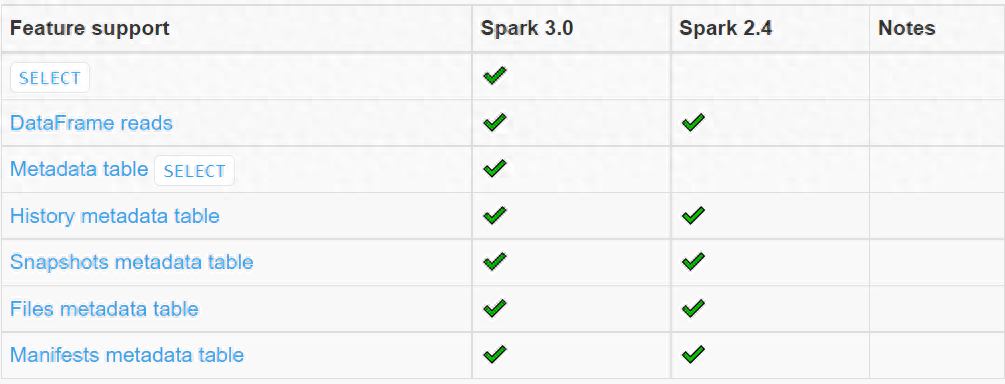 Feature support Spark 3.0 Spark 2.4 Notes
SELECT ✔
DataFrame reads ✔ ✔
Metadata table SELECT ✔
History metadata table ✔ ✔
Snapshots metadata table ✔ ✔
Files metadata table ✔ ✔
Manifests metadata table ✔ ✔